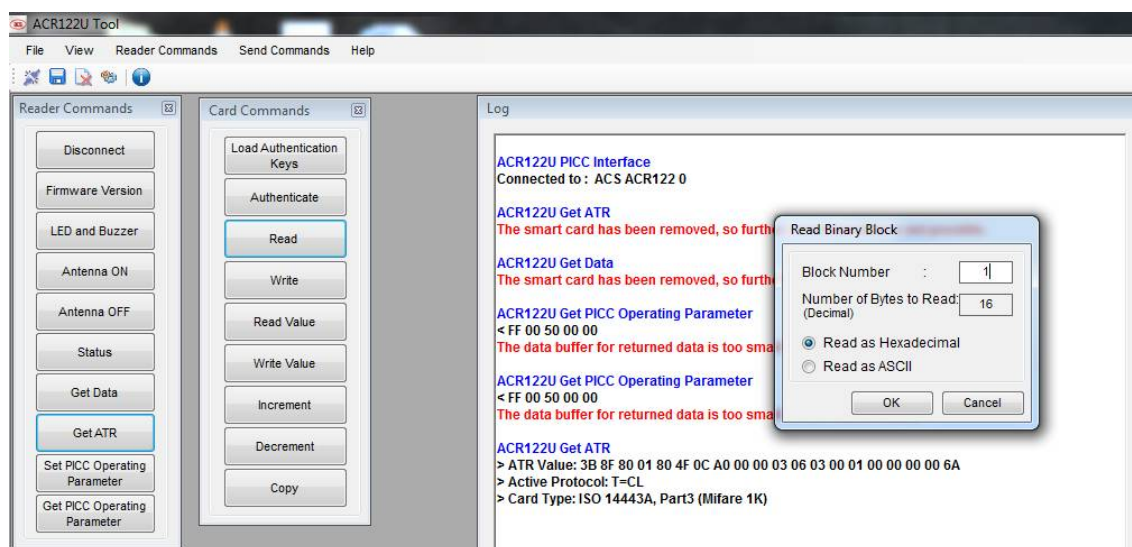 ACR122U Tool
File View Reader Commands Send Commands Help
Reader Commands
Disconnect
Firmware Version
LED and Buzzer
Antenna ON
Antenna OFF
Status
Get Data
Get ATR
Set PICC Operating
Parameter
Get PICC Operating
Parameter
Card Commands
Load Authentication
Keys
Authenticate
Read
Write
Read Value
Write Value
Increment
Decrement
Copy
Log
ACR122U PICC Interface
Connected to : ACS ACR122 0
ACR122U Get ATR
The smart card has been removed, so furth
ACR122U Get Data
The smart card has been removed, so furth
ACR122U Get PICC Operating Parameter
< FF 00 50 00 00
The data buffer for returned data is too sma
ACR122U Get PICC Operating Parameter
< FF 00 50 00 00
The data buffer for returned data is too sma
ACR122U Get ATR
> ATR Value: 3B 8F 80 01 80 4F 0C A0 00 00 03 06 03 00 01 00 00 00 00 6A
> Active Protocol: T=CL
> Card Type: ISO 14443A, Part3 (Mifare 1K)
Read Binary Block
Block Number : 1
Number of Bytes to Read: 16
(Decimal)
Read as Hexadecimal
Read as ASCII
OK Cancel